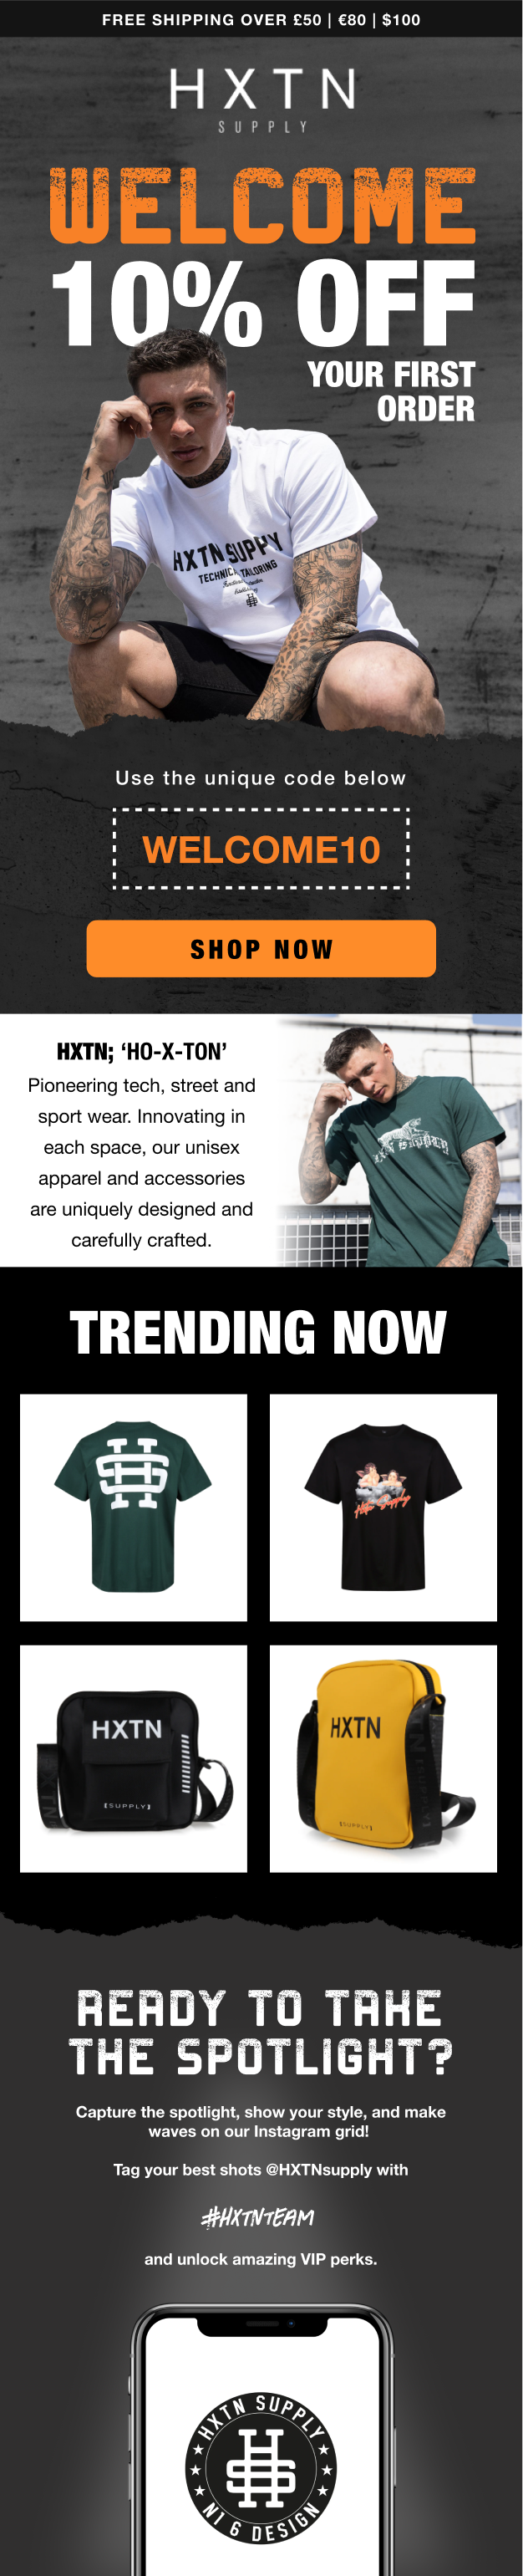 FREE SHIPPING OVER £50 | €80 | $100
HXTN
SUPPLY
WELCOME
10% OFF
YOUR FIRST
ORDER
HXTN SUPPY
TECHNICAL TAILORING
Use the unique code below
WELCOME10
SHOP NOW
HXTN; ‘HO-X-TON’
Pioneering tech, street and
sport wear. Innovating in
each space, our unisex
apparel and accessories
are uniquely designed and
carefully crafted.
TRENDING NOW
Hxtn Supply
HXTN
[SUPPLY]
HXTN
[SUPPLY]
READY TO TAKE
THE SPOTLIGHT?
Capture the spotlight, show your style, and make
waves on our Instagram grid!
Tag your best shots @HXTNsupply with
#HXTNTEAM
and unlock amazing VIP perks.
HXTN SUPPLY
N1 6 DESIGN